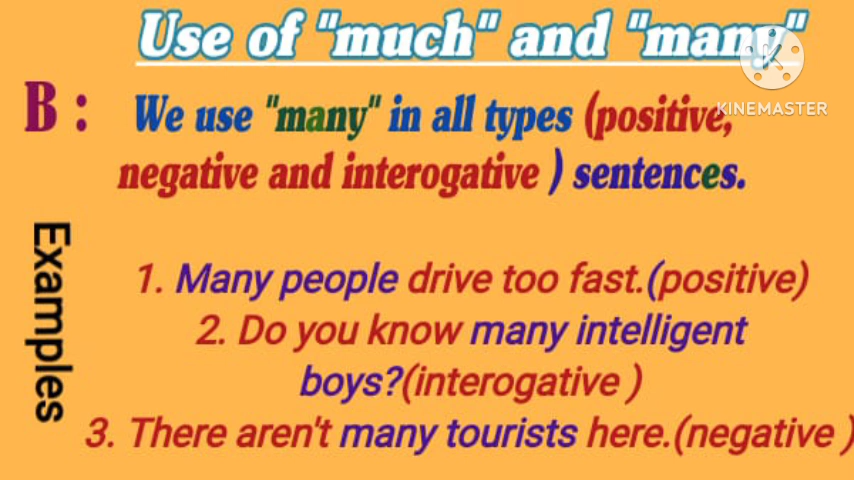 Use of "much" and "many"
KINEMASTER
B : We use "many" in all types (positive,
negative and interogative ) sentences.
Examples
1. Many people drive too fast.(positive)
2. Do you know many intelligent
boys?(interogative )
3. There aren't many tourists here.(negative )